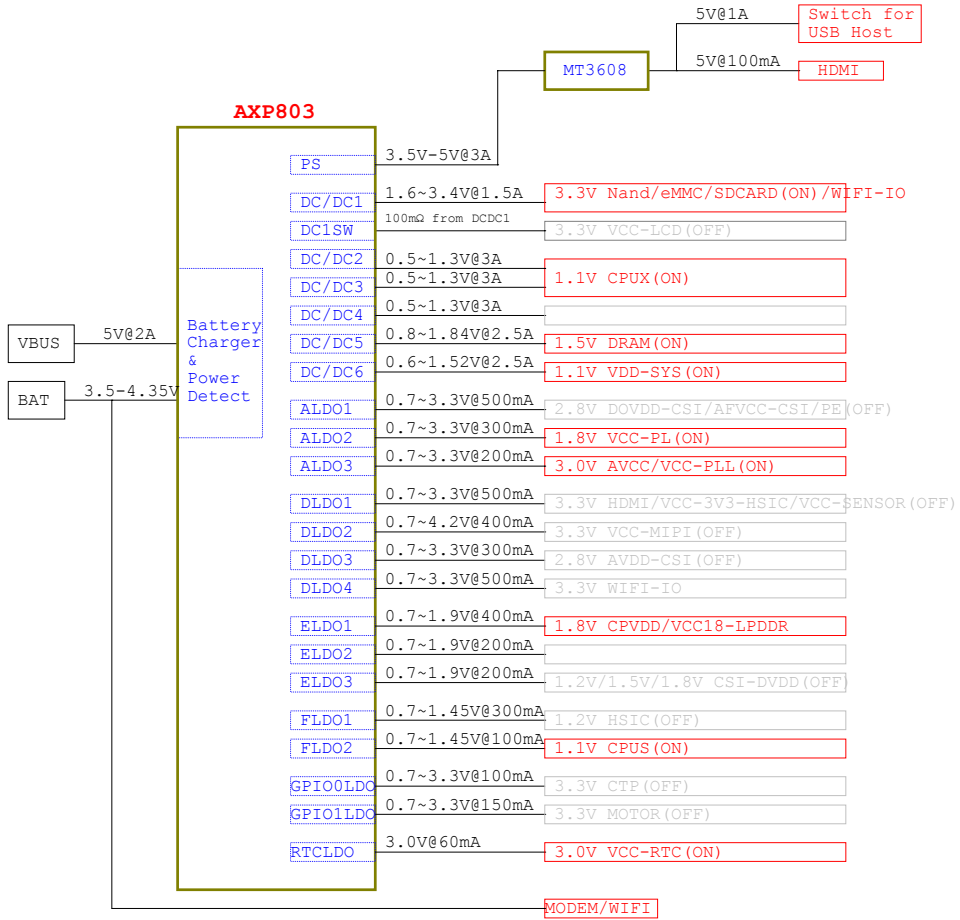 5V@1A
Switch for
USB Host
MT3608
5V@100mA
HDMI
AXP803
PS
3.5V-5V@3A
DC/DC1
1.6~3.4V@1.5A
3.3V Nand/eMMC/SDCARD(ON)/WIFI-IO
DC1SW
100mΩ from DCDC1
3.3V VCC-LCD(OFF)
DC/DC2
0.5~1.3V@3A
DC/DC3
0.5~1.3V@3A
1.1V CPUX(ON)
DC/DC4
0.5~1.3V@3A
DC/DC5
0.8~1.84V@2.5A
1.5V DRAM(ON)
DC/DC6
0.6~1.52V@2.5A
1.1V VDD-SYS(ON)
VBUS
5V@2A
BAT
3.5-4.35V
Battery
Charger
&
Power
Detect
ALDO1
0.7~3.3V@500mA
2.8V DOVDD-CSI/AFVCC-CSI/PE(OFF)
ALDO2
0.7~3.3V@300mA
1.8V VCC-PL(ON)
ALDO3
0.7~3.3V@200mA
3.0V AVCC/VCC-PLL(ON)
DLDO1
0.7~3.3V@500mA
3.3V HDMI/VCC-3V3-HSIC/VCC-SENSOR(OFF)
DLDO2
0.7~4.2V@400mA
3.3V VCC-MIPI(OFF)
DLDO3
0.7~3.3V@300mA
2.8V AVDD-CSI(OFF)
DLDO4
0.7~3.3V@500mA
3.3V WIFI-IO
ELDO1
0.7~1.9V@400mA
1.8V CPVDD/VCC18-LPDDR
ELDO2
0.7~1.9V@200mA
ELDO3
0.7~1.9V@200mA
1.2V/1.5V/1.8V CSI-DVDD(OFF)
FLDO1
0.7~1.45V@300mA
1.2V HSIC(OFF)
FLDO2
0.7~1.45V@100mA
1.1V CPUS(ON)
GPIO0LDO
0.7~3.3V@100mA
3.3V CTP(OFF)
GPIO1LDO
0.7~3.3V@150mA
3.3V MOTOR(OFF)
RTCLDO
3.0V@60mA
3.0V VCC-RTC(ON)
MODEM/WIFI